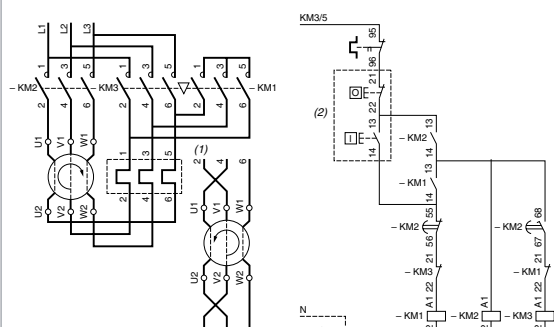 L1 L2 L3
1 3 5 1 3 5 1 3 5
– KM2 KM3 – KM1
2 4 6 2 4 6 2 4 6
U1 V1 W1
1 3 5
2 4 6
U2 V2 W2
(1)
2 4 6
U1 V1 W1
U2 V2 W2
KM3/5
95
96
21
O
22
(2)
13
I
14
13
– KM2
14
13
– KM1
14
55
– KM2
56
21
– KM3
22
68
– KM2
67
21
– KM1
22
N
A1 A1 A1
– KM1 – KM2 – KM3